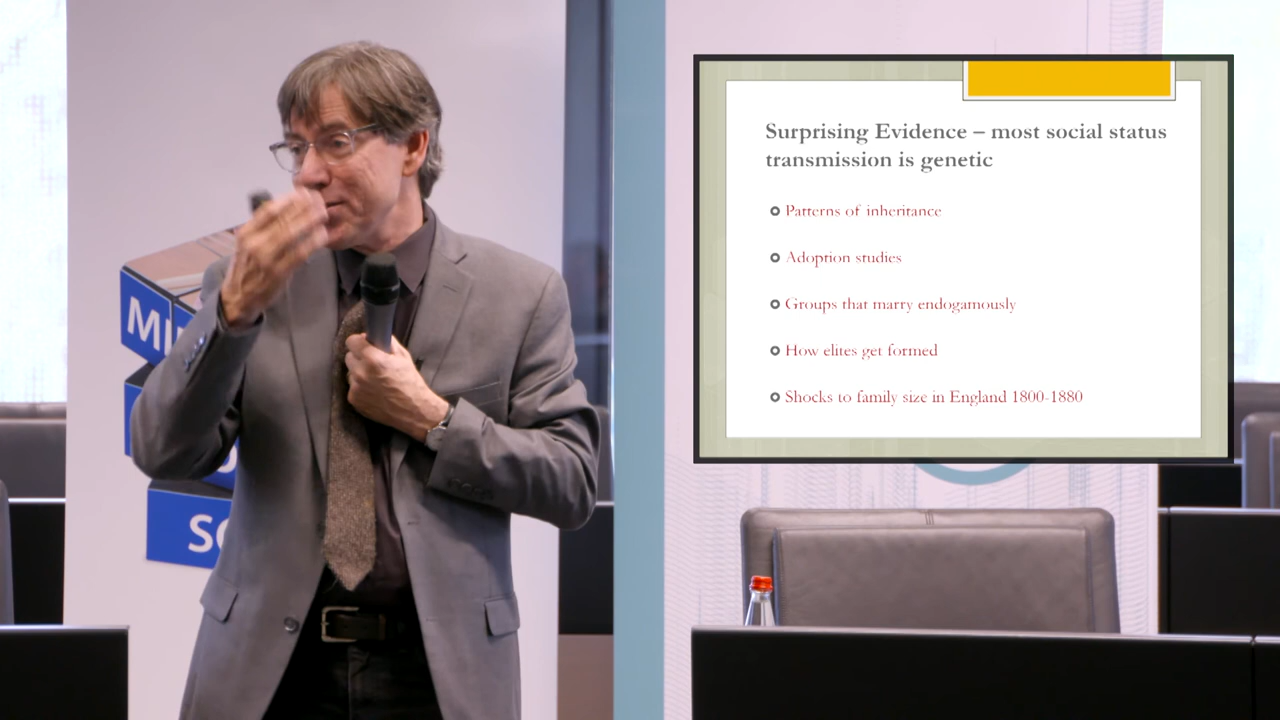 Surprising Evidence – most social status
transmission is genetic
Patterns of inheritance
Adoption studies
Groups that marry endogamously
How elites get formed
Shocks to family size in England 1800-1880